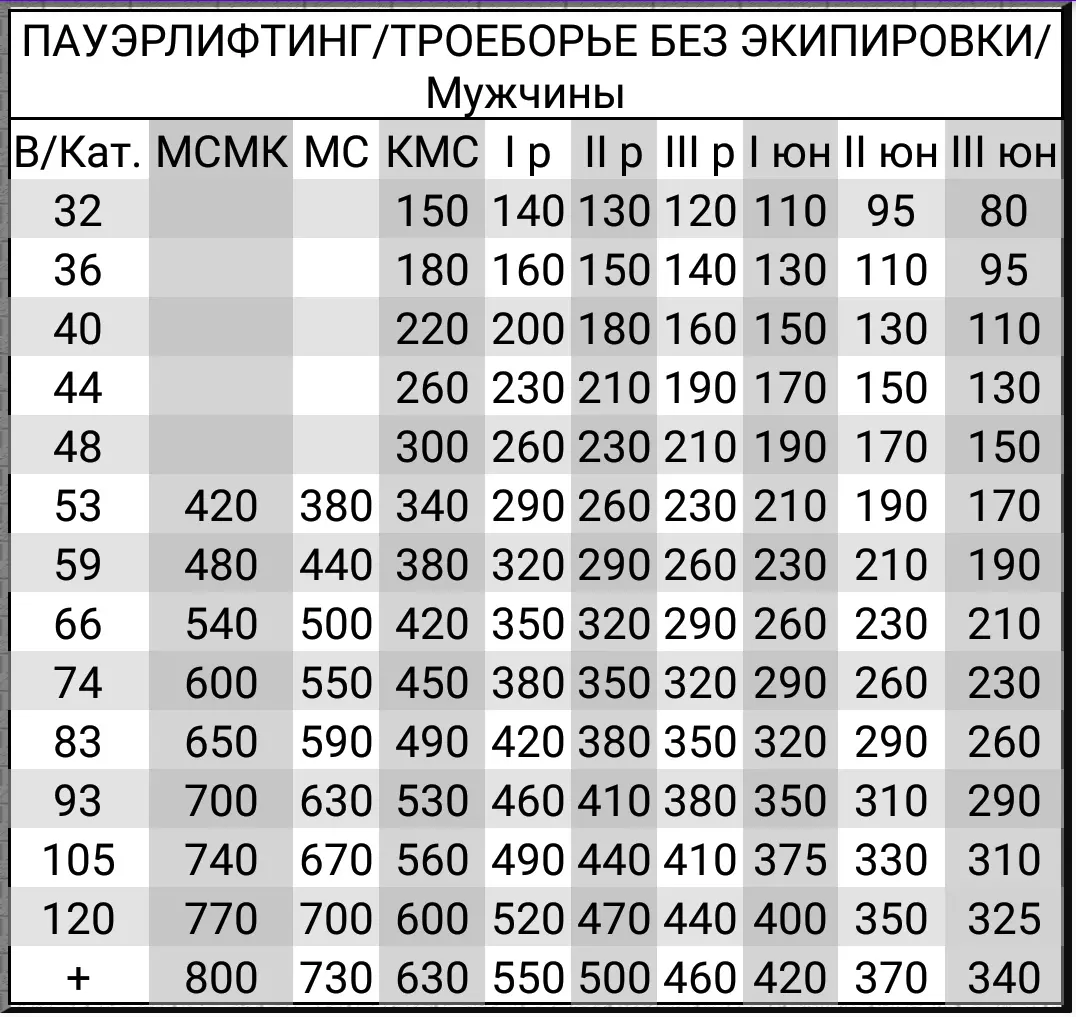 ПАУЭРЛИФТИНГ/ТРОЕБОРЬЕ БЕЗ ЭКИПИРОВКИ/
Мужчины
В/Кат. МСМК МС КМС I р II р III р I юн II юн III юн
32 150 140 130 120 110 95 80
36 180 160 150 140 130 110 95
40 220 200 180 160 150 130 110
44 260 230 210 190 170 150 130
48 300 260 230 210 190 170 150
53 420 380 340 290 260 230 210 190 170
59 480 440 380 320 290 260 230 210 190
66 540 500 420 350 320 290 260 230 210
74 600 550 450 380 350 320 290 260 230
83 650 590 490 420 380 350 320 290 260
93 700 630 530 460 410 380 350 310 290
105 740 670 560 490 440 410 375 330 310
120 770 700 600 520 470 440 400 350 325
+ 800 730 630 550 500 460 420 370 340